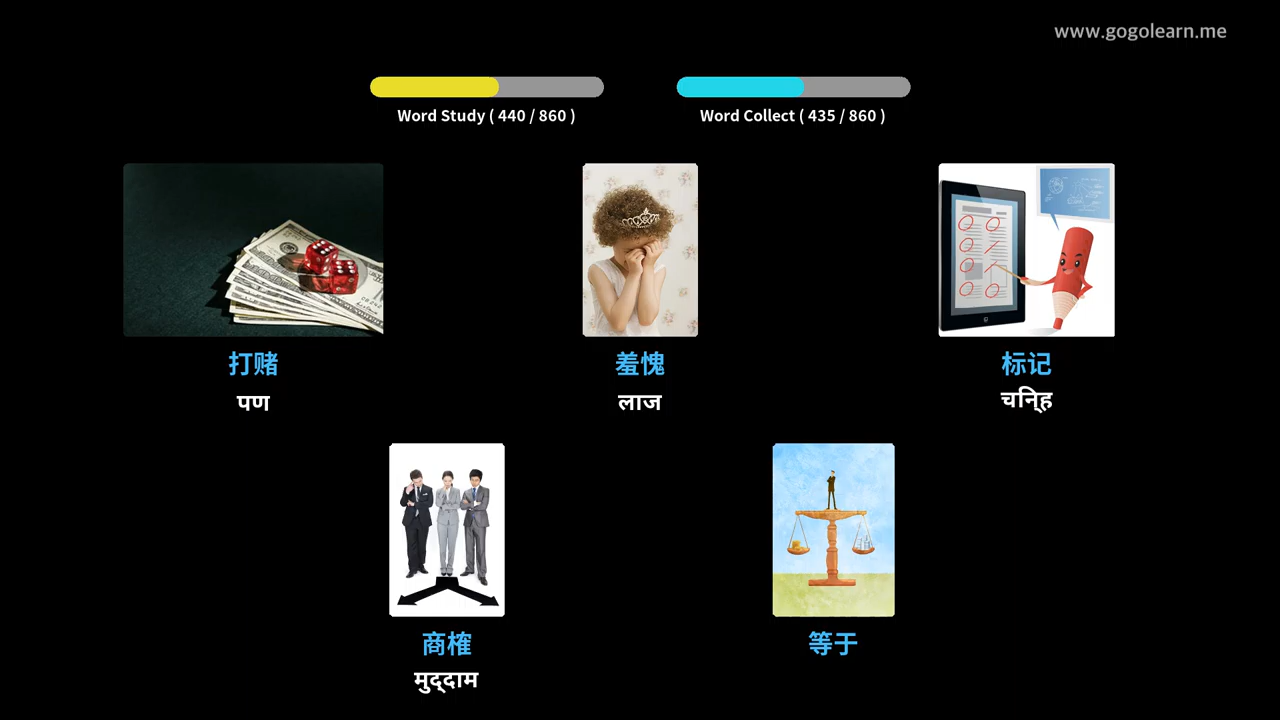 www.gogolearn.me
Word Study ( 440 / 860 )
Word Collect ( 435 / 860 )
打赌
羞愧
标记
पण
लाज
चिन्ह
商榷
等于
मुद्दाम